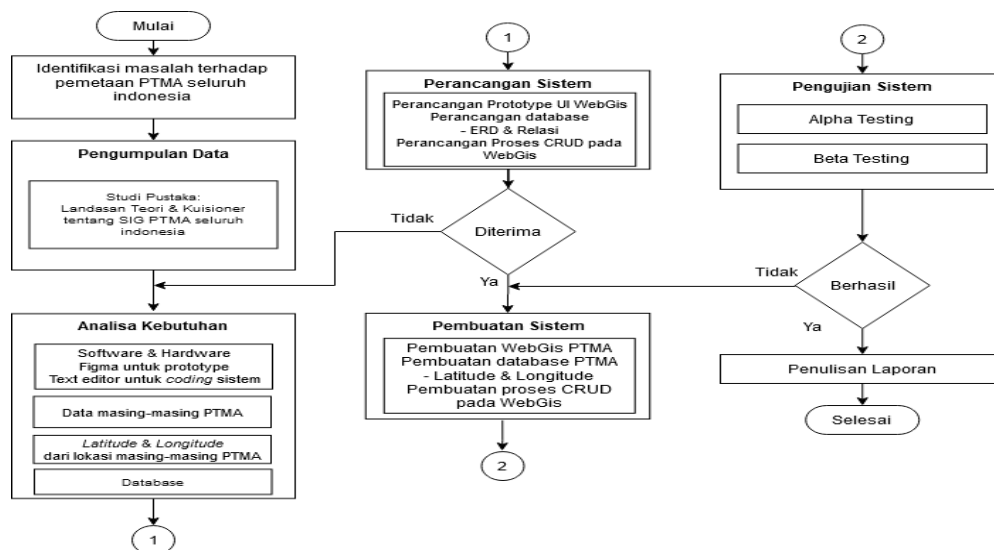 Mulai
Identifikasi masalah terhadap
pemetaan PTMA seluruh
indonesia
Pengumpulan Data
Studi Pustaka:
Landasan Teori & Kuisioner
tentang SIG PTMA seluruh
indonesia
Analisa Kebutuhan
Software & Hardware
Figma untuk prototype
Text editor untuk coding sistem
Data masing-masing PTMA
Latitude & Longitude
dari lokasi masing-masing PTMA
Database
1
1
Perancangan Sistem
Perancangan Prototype UI WebGis
Perancangan database
- ERD & Relasi
Perancangan Proses CRUD pada
WebGis
Tidak
Diterima
Ya
Pembuatan Sistem
Pembuatan WebGis PTMA
Pembuatan database PTMA
- Latitude & Longitude
Pembuatan proses CRUD
pada WebGis
2
2
Pengujian Sistem
Alpha Testing
Beta Testing
Tidak
Berhasil
Ya
Penulisan Laporan
Selesai